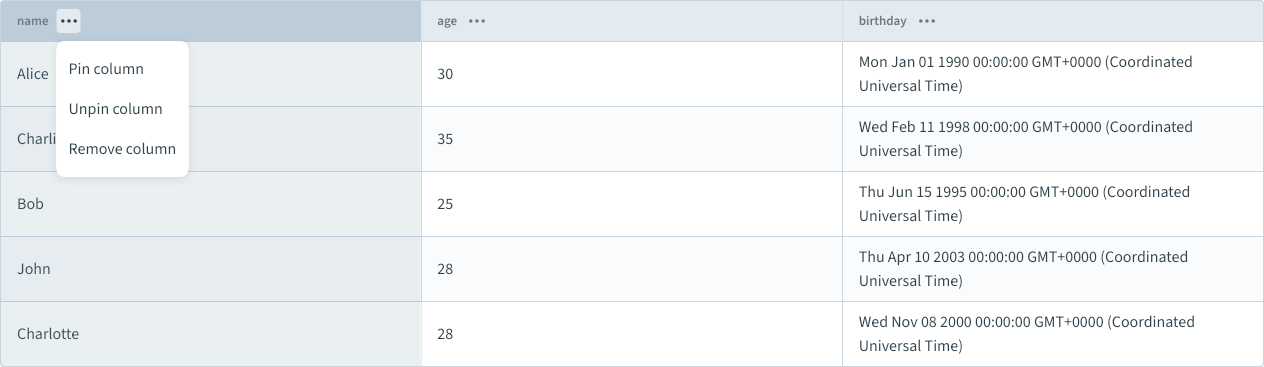 name ••• age ••• birthday •••
Pin column
Unpin column
Remove column
Alice 30 Mon Jan 01 1990 00:00:00 GMT+0000 (Coordinated
Universal Time)
Charli 35 Wed Feb 11 1998 00:00:00 GMT+0000 (Coordinated
Universal Time)
Bob 25 Thu Jun 15 1995 00:00:00 GMT+0000 (Coordinated
Universal Time)
John 28 Thu Apr 10 2003 00:00:00 GMT+0000 (Coordinated
Universal Time)
Charlotte 28 Wed Nov 08 2000 00:00:00 GMT+0000 (Coordinated
Universal Time)